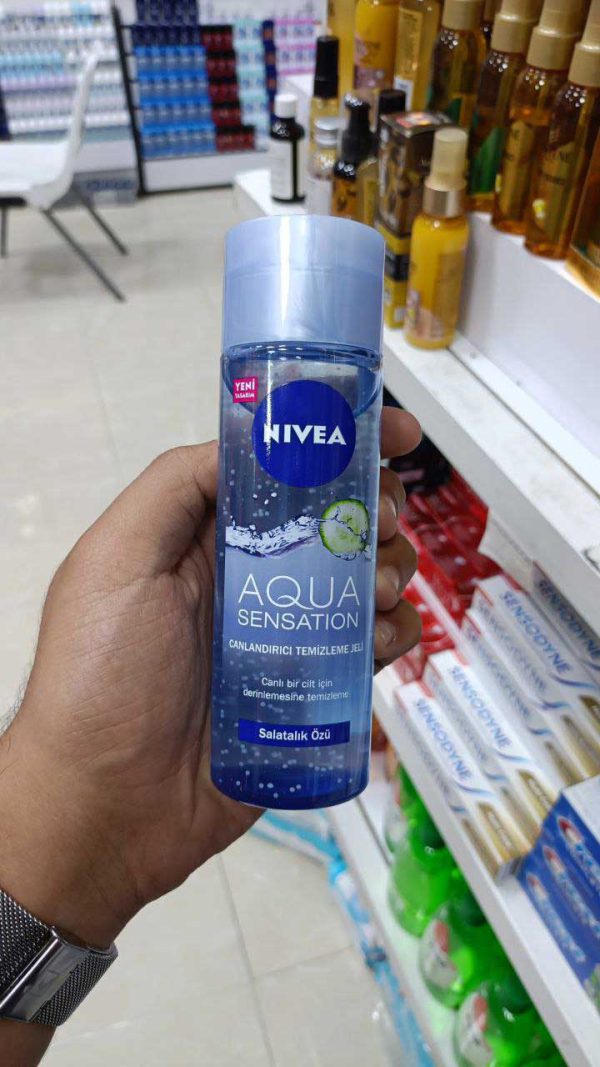 YENİ
TASARIM
NIVEA
AQUA
SENSATION
CANLANDIRICI TEMİZLEME JELİ
Canlı bir cilt için
derinlemesine temizleme
Salatalık Özü
SENSODYNE
SENSODYNE
SENSODYNE
SENSODYNE